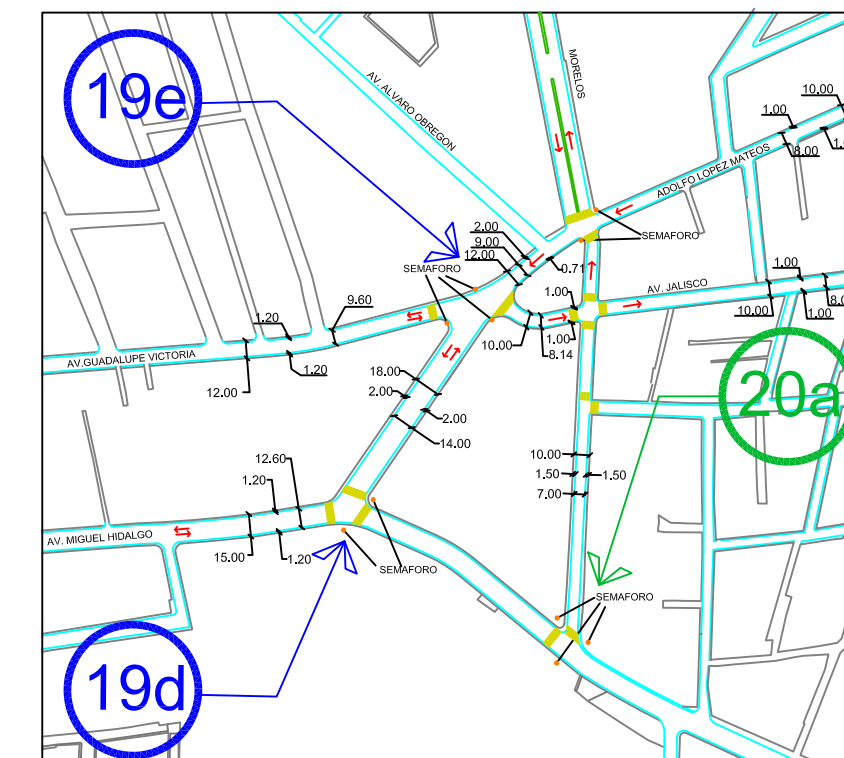 19e
AV. ALVARO OBREGON
MORELOS
10.00
1.00
8.00
ADOLFO LOPEZ MATEOS
SEMAFORO
2.00
9.00
12.00
SEMAFORO
0.71
AV. JALISCO
1.00
1.00
10.00
1.00
9.60
1.20
AV.GUADALUPE VICTORIA
1.20
12.00
10.00
1.00
8.14
18.00
2.00
2.00
14.00
20a
12.60
1.20
10.00
1.50
1.50
7.00
AV. MIGUEL HIDALGO
15.00
1.20
SEMAFORO
SEMAFORO
19d